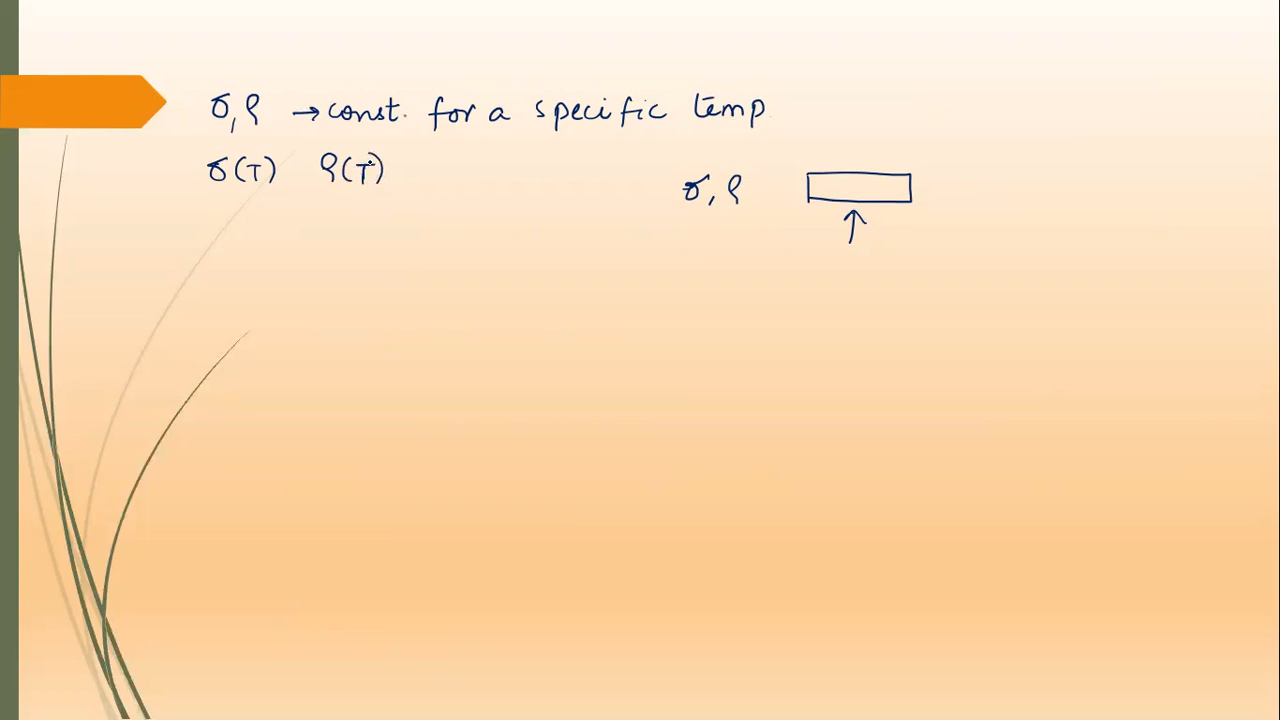 σ, ρ → const. for a specific temp.
σ(T) ρ(T)
σ, ρ